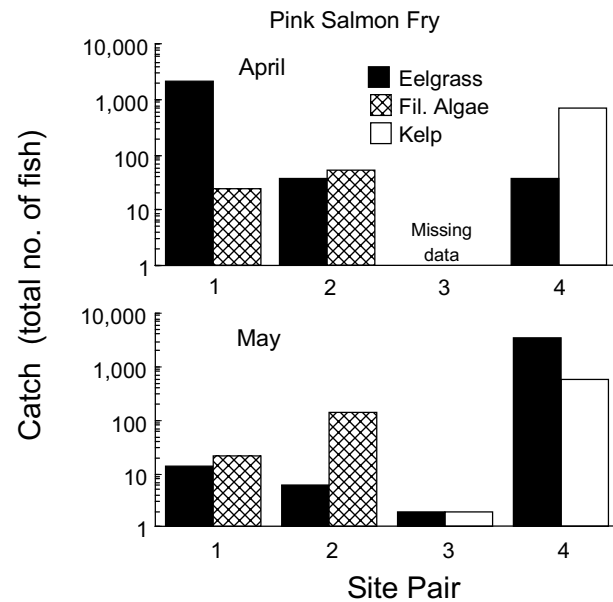 Pink Salmon Fry
April
10,000
1,000
100
10
1
Eelgrass
Fil. Algae
Kelp
Missing
data
1 2 3 4
May
10,000
1,000
100
10
1
1 2 3 4
Catch (total no. of fish)
Site Pair